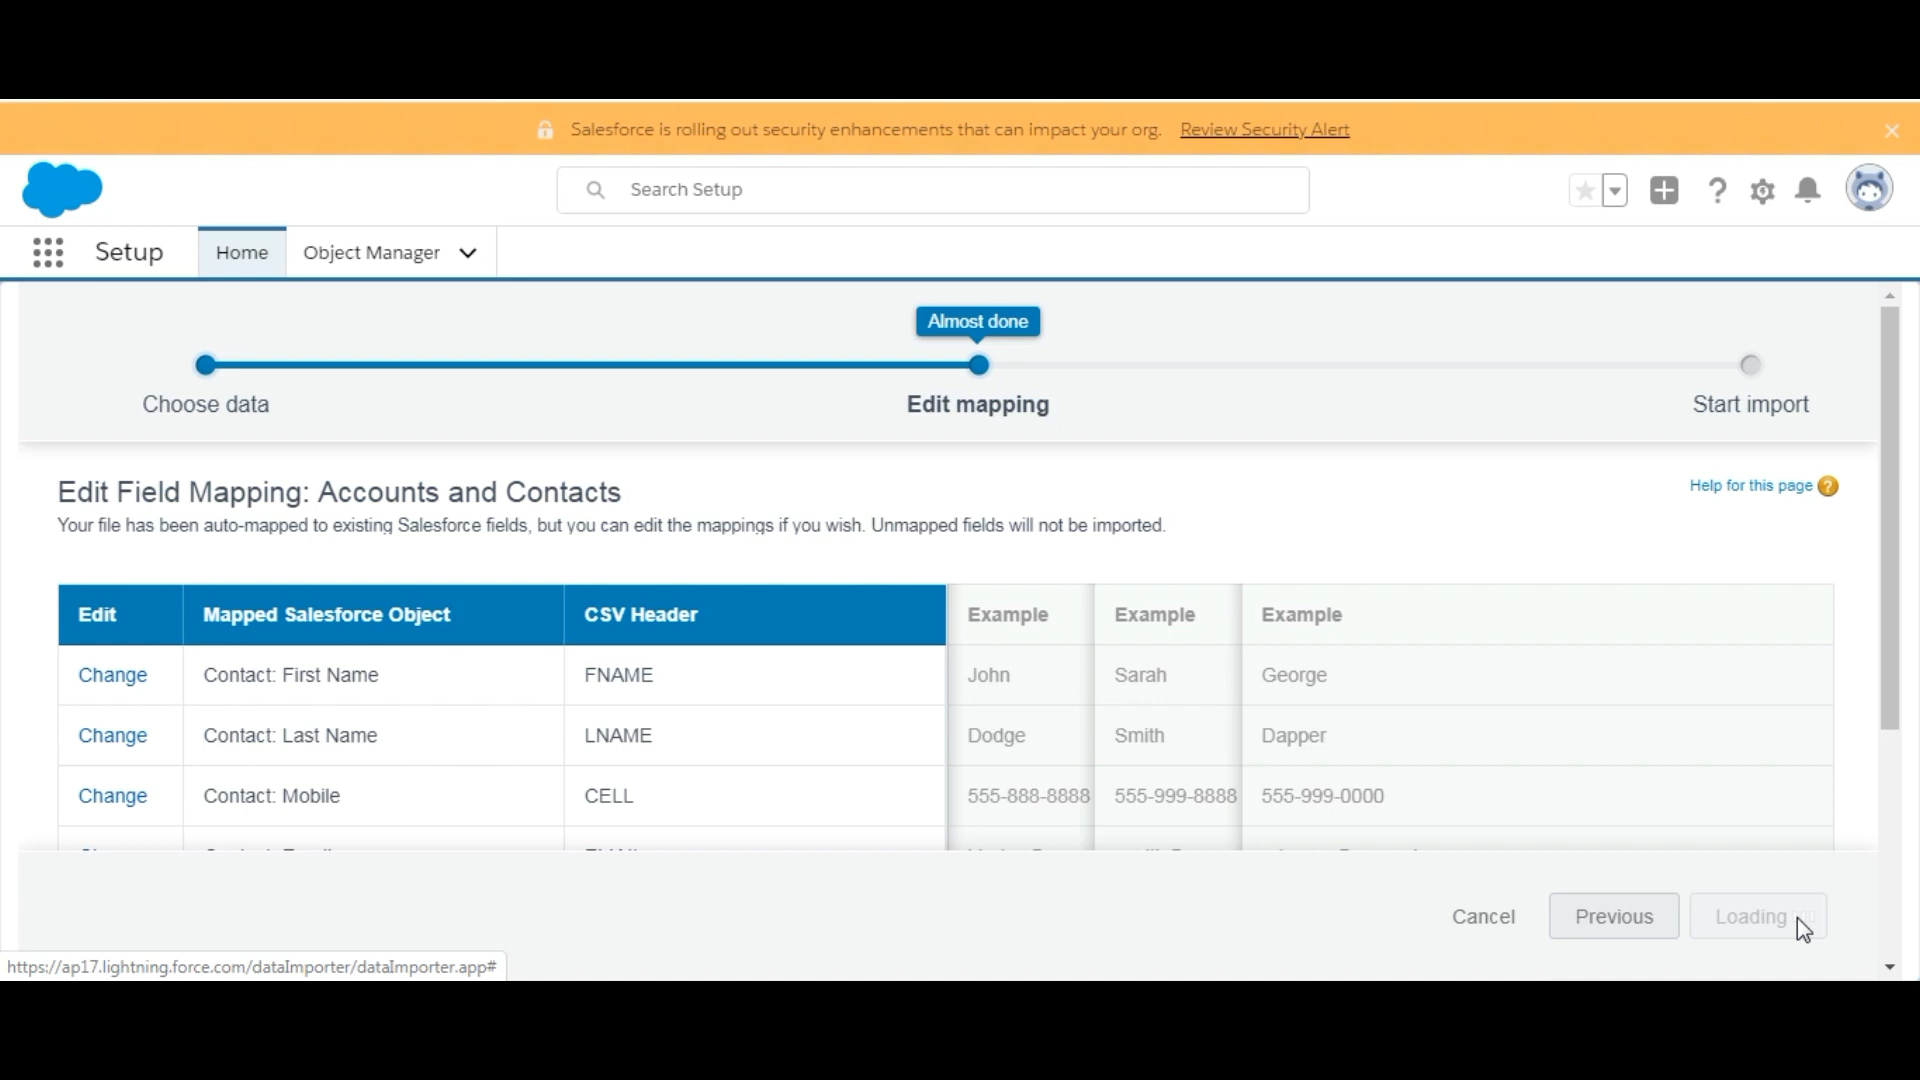 Salesforce is rolling out security enhancements that can impact your org. Review Security Alert
Search Setup
Setup Home Object Manager
Almost done
Choose data Edit mapping Start import
Edit Field Mapping: Accounts and Contacts
Help for this page ?
Your file has been auto-mapped to existing Salesforce fields, but you can edit the mappings if you wish. Unmapped fields will not be imported.
Edit Mapped Salesforce Object CSV Header Example Example Example
Change Contact: First Name FNAME John Sarah George
Change Contact: Last Name LNAME Dodge Smith Dapper
Change Contact: Mobile CELL 555-888-8888 555-999-8888 555-999-0000
Cancel Previous Loading
https://ap17.lightning.force.com/dataImporter/dataImporter.app#